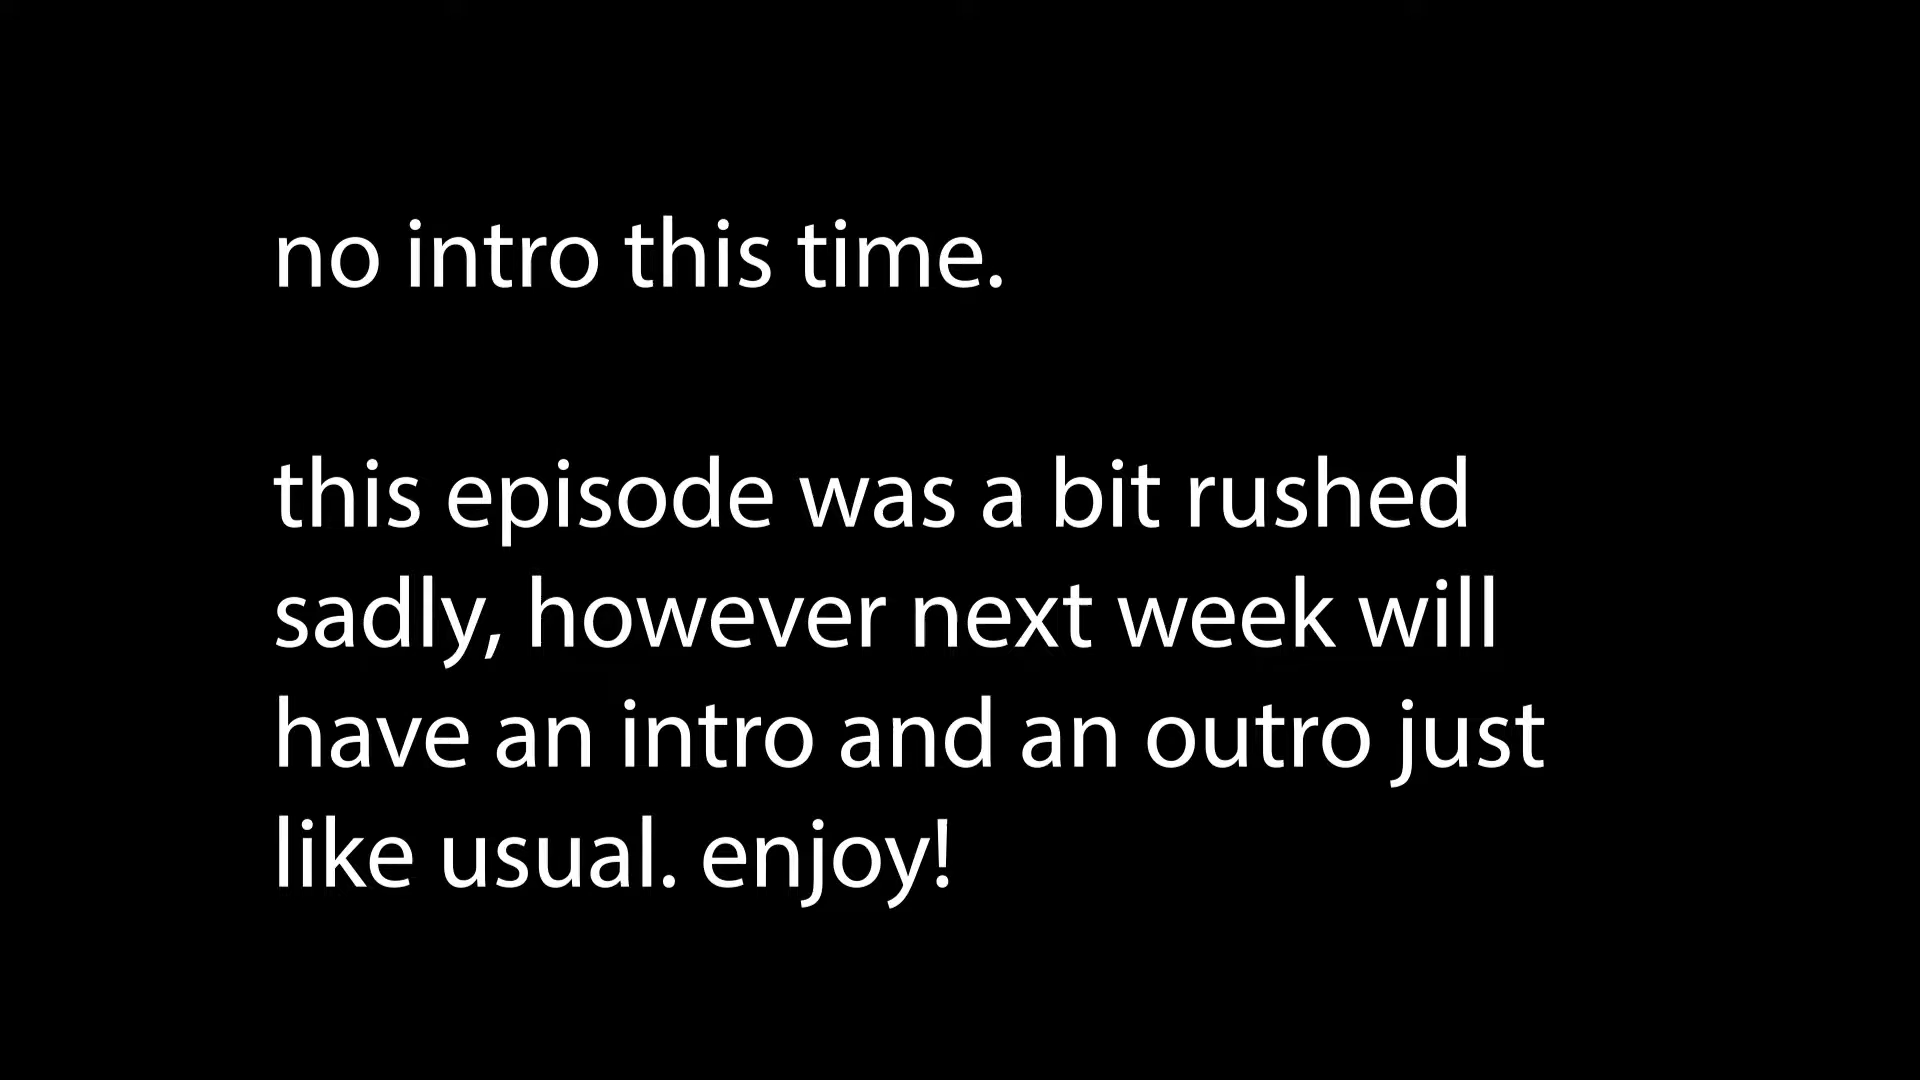 no intro this time.
this episode was a bit rushed
sadly, however next week will
have an intro and an outro just
like usual. enjoy!